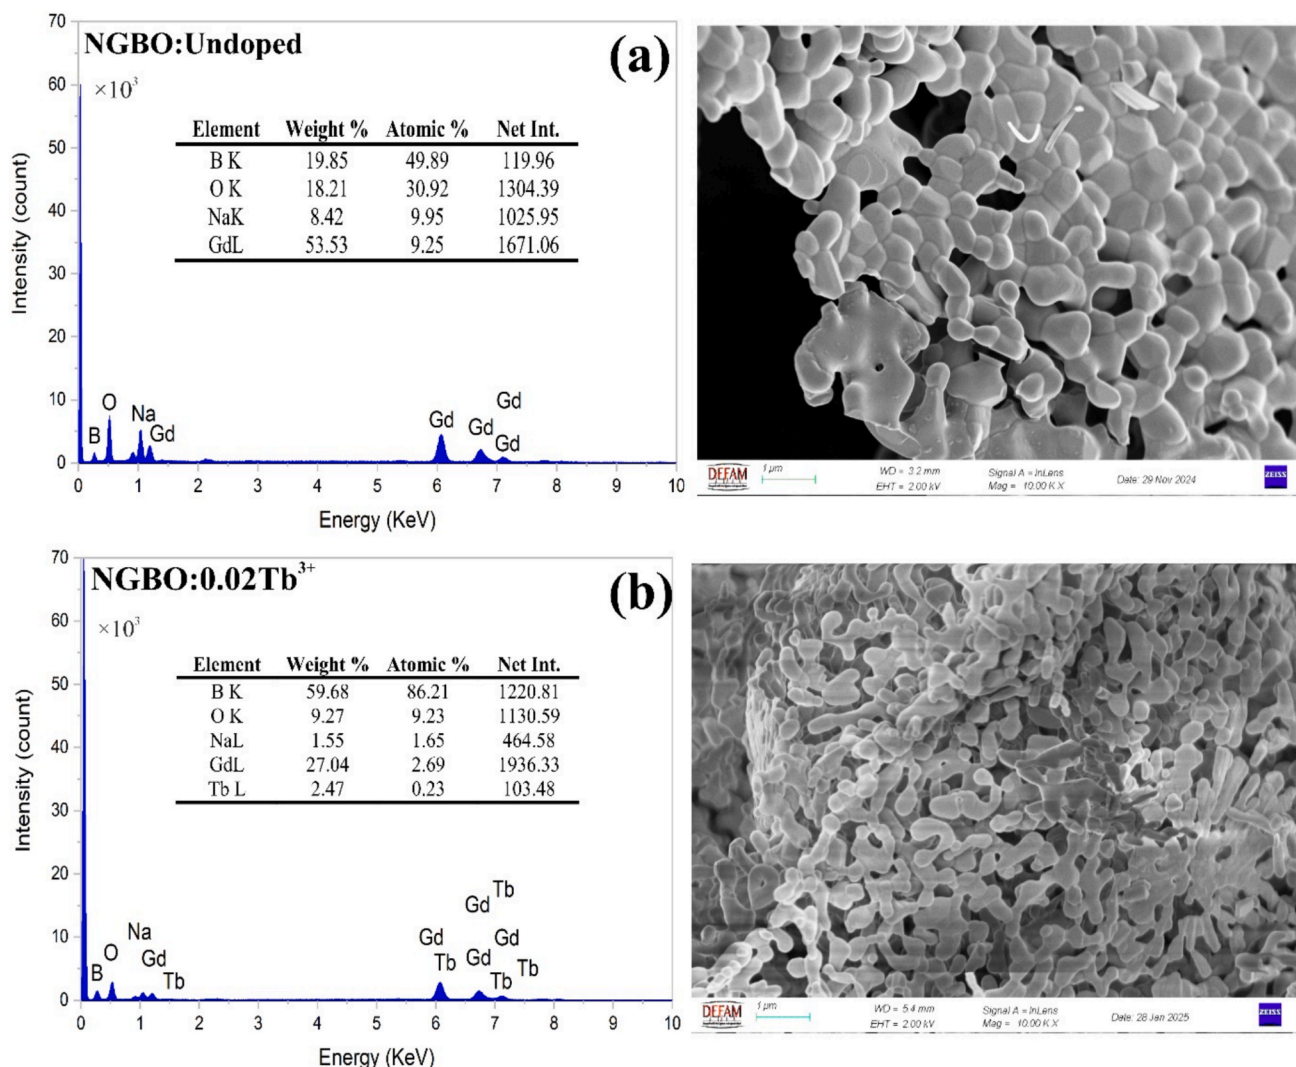 NGBO:Undoped
(a)
×10³
Element Weight % Atomic % Net Int.
B K 19.85 49.89 119.96
O K 18.21 30.92 1304.39
NaK 8.42 9.95 1025.95
GdL 53.53 9.25 1671.06
70
60
50
40
30
20
10
0
Intensity (count)
B
O
Na
Gd
Gd
Gd
Gd
Gd
0 1 2 3 4 5 6 7 8 9 10
Energy (KeV)
DEFAM
1 µm
WD = 3.2 mm
EHT = 2.00 kV
Signal A = InLens
Mag = 10.00 K X
Date: 29 Nov 2024
ZEISS
NGBO:0.02Tb³⁺
(b)
×10³
Element Weight % Atomic % Net Int.
B K 59.68 86.21 1220.81
O K 9.27 9.23 1130.59
NaL 1.55 1.65 464.58
GdL 27.04 2.69 1936.33
Tb L 2.47 0.23 103.48
70
60
50
40
30
20
10
0
Intensity (count)
B
O
Na
Gd
Tb
Gd
Tb
Gd
Gd
Tb
Gd
Tb
Tb
0 1 2 3 4 5 6 7 8 9 10
Energy (KeV)
DEFAM
1 µm
WD = 5.4 mm
EHT = 2.00 kV
Signal A = InLens
Mag = 10.00 K X
Date: 28 Jan 2025
ZEISS